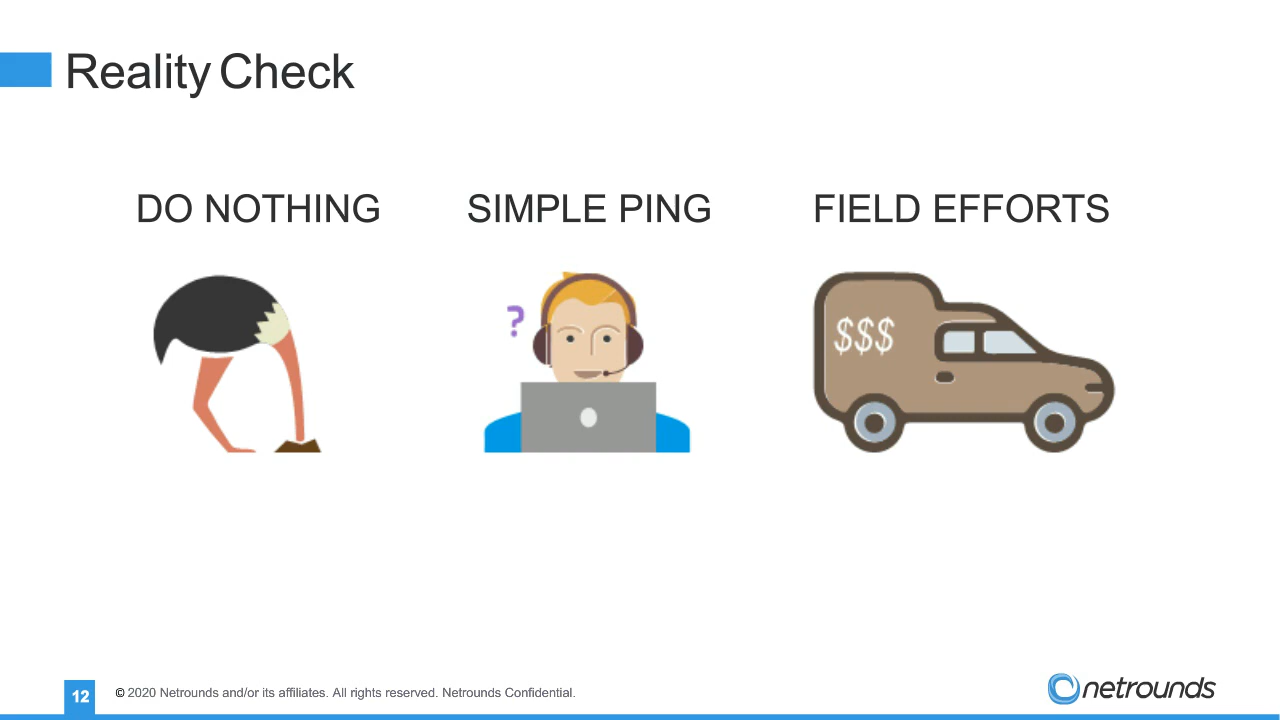 Reality Check
DO NOTHING
SIMPLE PING
FIELD EFFORTS
?
$$$
12
© 2020 Netrounds and/or its affiliates. All rights reserved. Netrounds Confidential.
netrounds